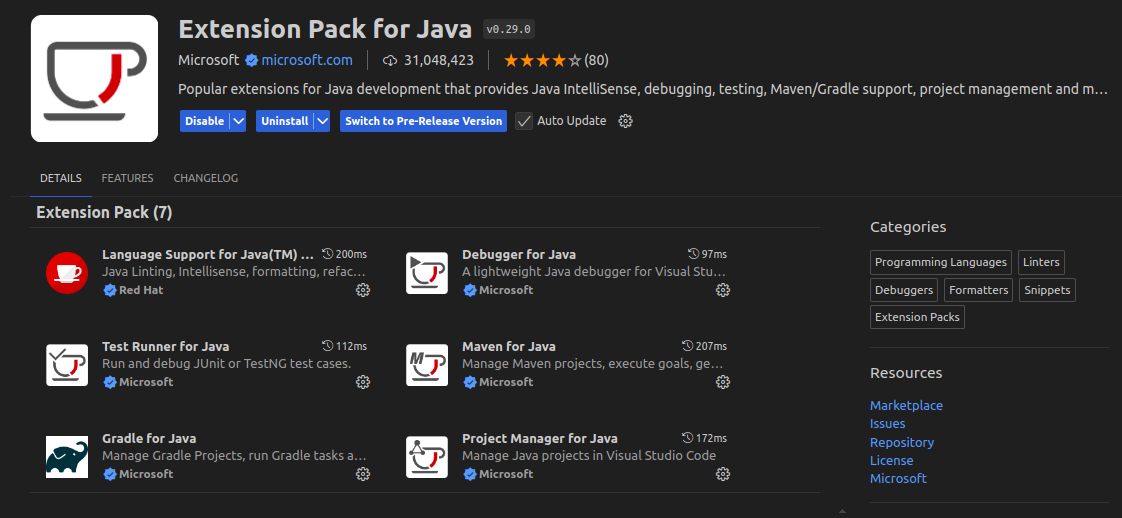 Extension Pack for Java v0.29.0
Microsoft microsoft.com 31,048,423 (80)
Popular extensions for Java development that provides Java IntelliSense, debugging, testing, Maven/Gradle support, project management and m...
Disable Uninstall Switch to Pre-Release Version Auto Update
DETAILS FEATURES CHANGELOG
Extension Pack (7)
Language Support for Java(TM) ... 200ms
Java Linting, Intellisense, formatting, refac...
Red Hat
Debugger for Java 97ms
A lightweight Java debugger for Visual Stu...
Microsoft
Test Runner for Java 112ms
Run and debug JUnit or TestNG test cases.
Microsoft
M
Maven for Java 207ms
Manage Maven projects, execute goals, ge...
Microsoft
Gradle for Java
Manage Gradle Projects, run Gradle tasks a...
Microsoft
Project Manager for Java 172ms
Manage Java projects in Visual Studio Code
Microsoft
Categories
Programming Languages Linters
Debuggers Formatters Snippets
Extension Packs
Resources
Marketplace
Issues
Repository
License
Microsoft